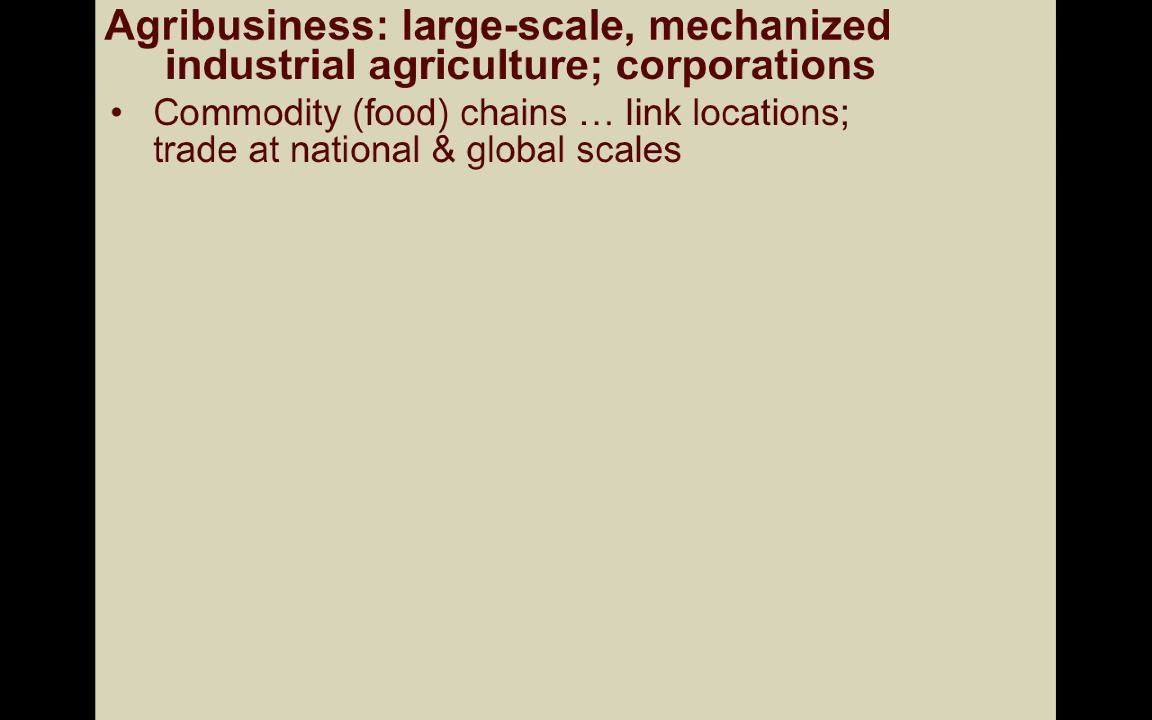 Agribusiness: large-scale, mechanized
industrial agriculture; corporations
• Commodity (food) chains … link locations;
trade at national & global scales